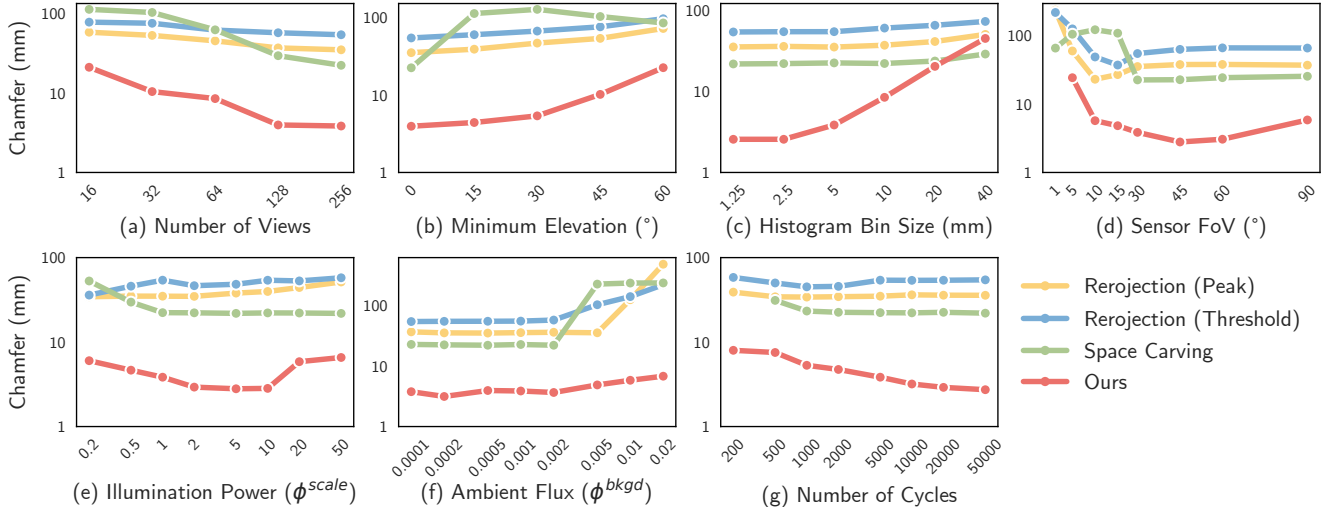 Chamfer (mm)
100
10
1
16 32 64 128 256
(a) Number of Views
100
10
1
0 15 30 45 60
(b) Minimum Elevation (°)
100
10
1
1.25 2.5 5 10 20 40
(c) Histogram Bin Size (mm)
100
10
1
1 5 10 15 30 45 60 90
(d) Sensor FoV (°)
Chamfer (mm)
100
10
1
0.2 0.5 1 2 5 10 20 50
(e) Illumination Power (ϕ^scale)
100
10
1
0.0001 0.0002 0.0005 0.001 0.002 0.005 0.01 0.02
(f) Ambient Flux (ϕ^bkgd)
100
10
1
200 500 1000 2000 5000 10000 20000 50000
(g) Number of Cycles
Rerojection (Peak)
Rerojection (Threshold)
Space Carving
Ours